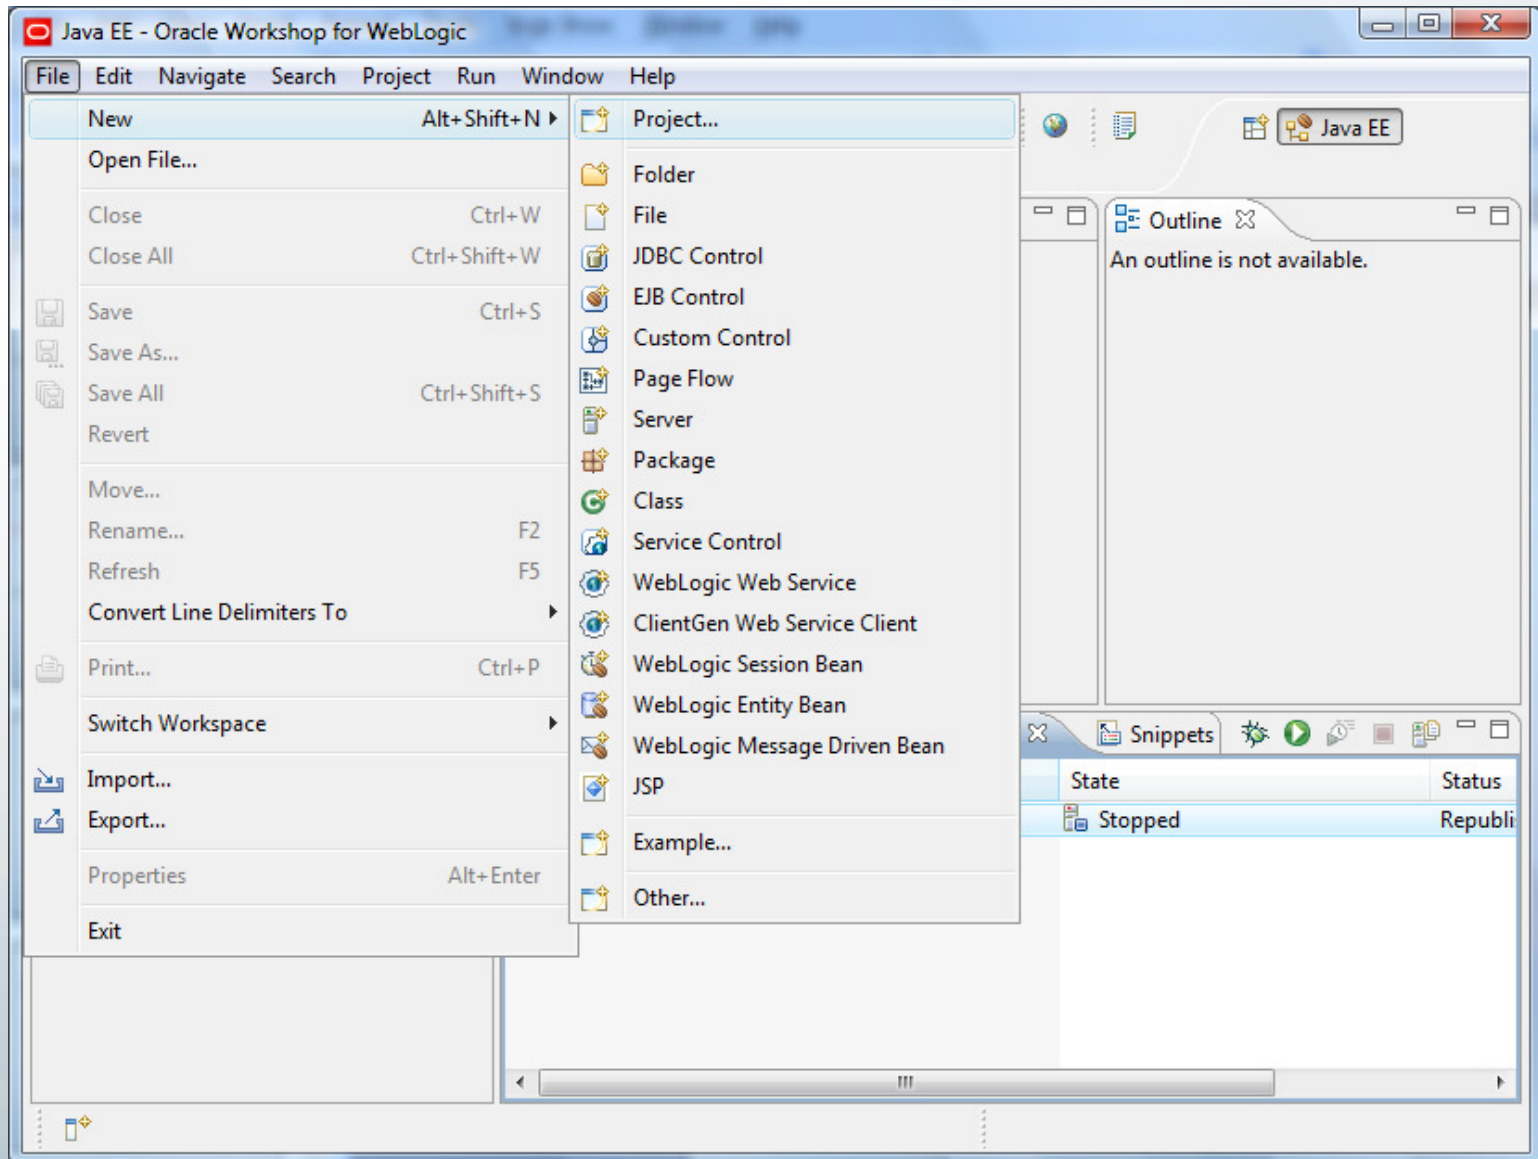 Java EE - Oracle Workshop for WebLogic
File Edit Navigate Search Project Run Window Help
New Alt+Shift+N
Open File...
Close Ctrl+W
Close All Ctrl+Shift+W
Save Ctrl+S
Save As...
Save All Ctrl+Shift+S
Revert
Move...
Rename... F2
Refresh F5
Convert Line Delimiters To
Print... Ctrl+P
Switch Workspace
Import...
Export...
Properties Alt+Enter
Exit
Project...
Folder
File
JDBC Control
EJB Control
Custom Control
Page Flow
Server
Package
Class
Service Control
WebLogic Web Service
ClientGen Web Service Client
WebLogic Session Bean
WebLogic Entity Bean
WebLogic Message Driven Bean
JSP
Example...
Other...
Java EE
Outline
An outline is not available.
Snippets
State Status
Stopped Republi